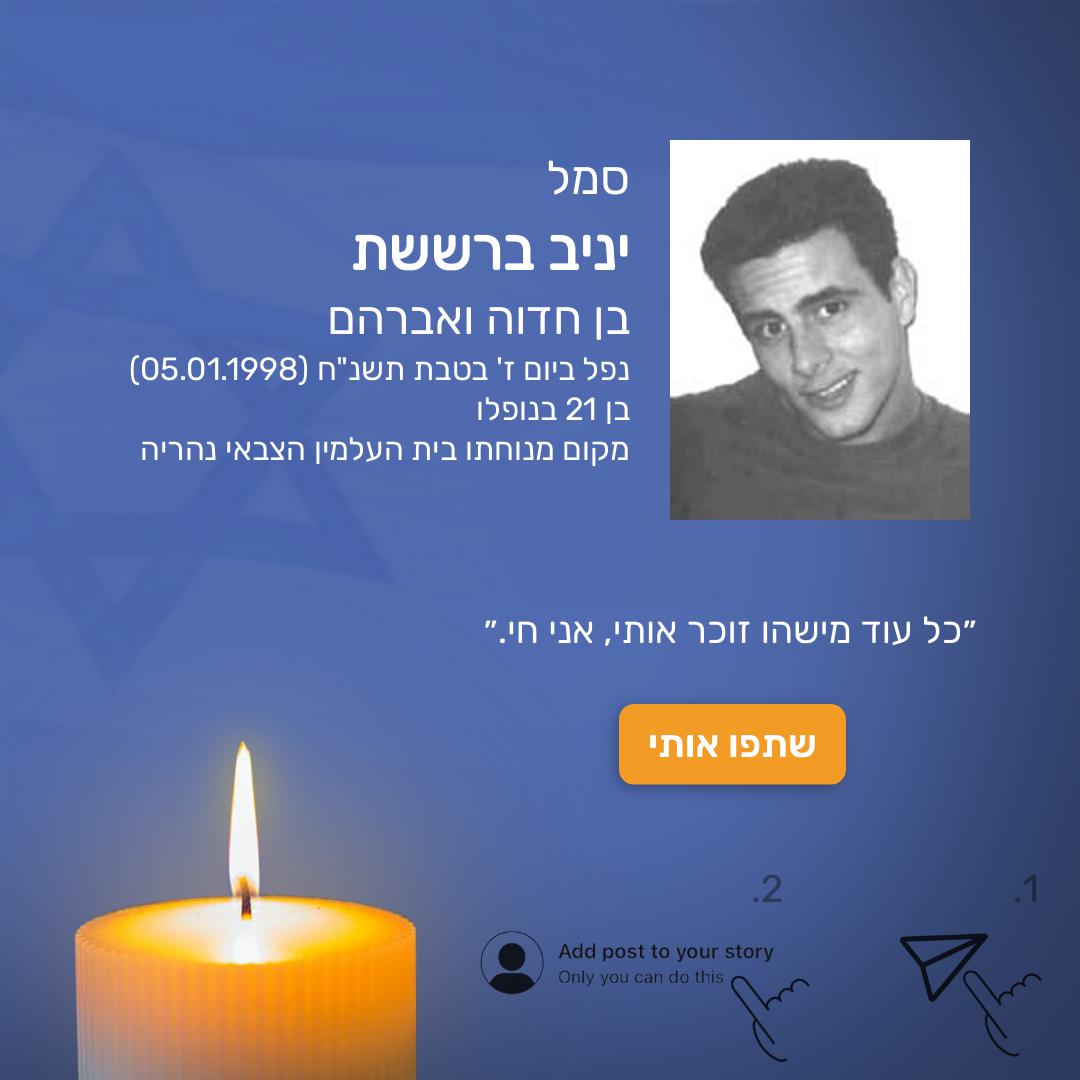 סמל
יניב ברששת
בן חדוה ואברהם
נפל ביום ז' בטבת תשנ"ח (05.01.1998)
בן 21 בנופלו
מקום מנוחתו בית העלמין הצבאי נהריה
״כל עוד מישהו זוכר אותי, אני חי.״
שתפו אותי
1.
2.
Add post to your story
Only you can do this